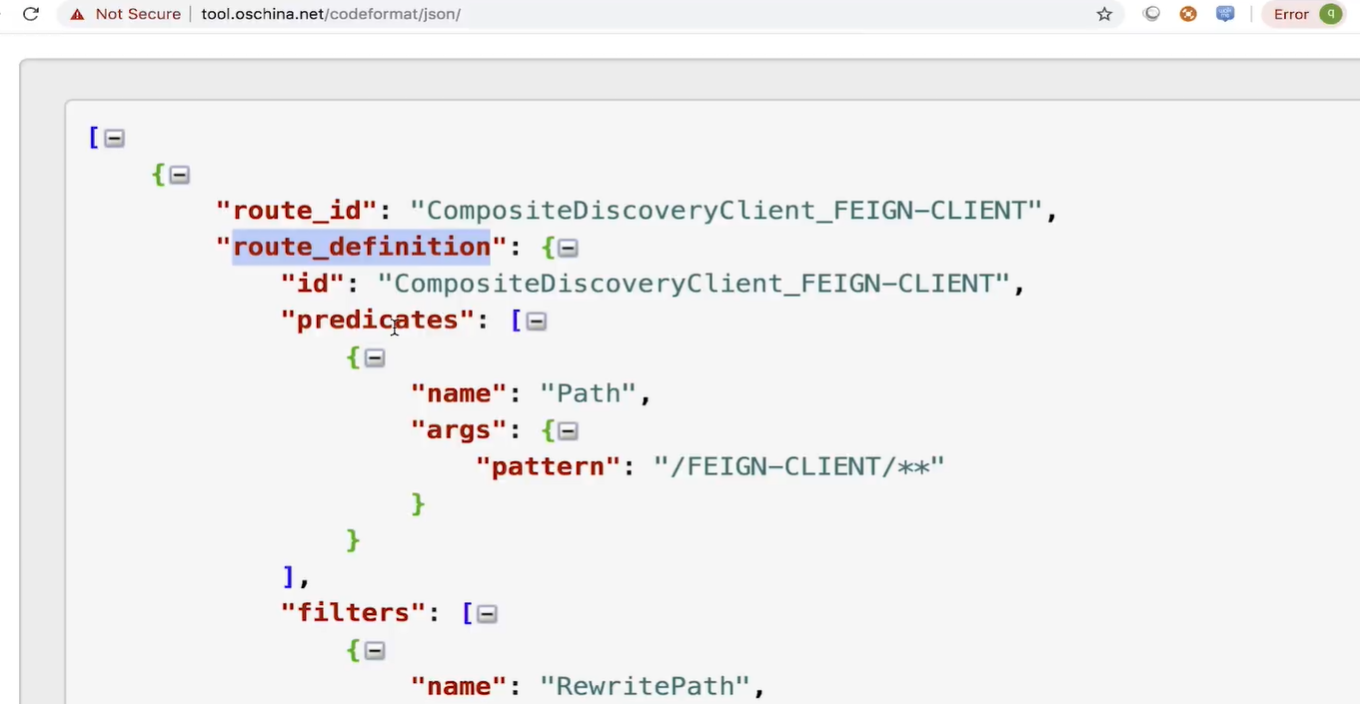 Not Secure | tool.oschina.net/codeformat/json/ Error q
[
{
"route_id": "CompositeDiscoveryClient_FEIGN-CLIENT",
"route_definition": {
"id": "CompositeDiscoveryClient_FEIGN-CLIENT",
"predicates": [
{
"name": "Path",
"args": {
"pattern": "/FEIGN-CLIENT/**"
}
}
],
"filters": [
{
"name": "RewritePath",